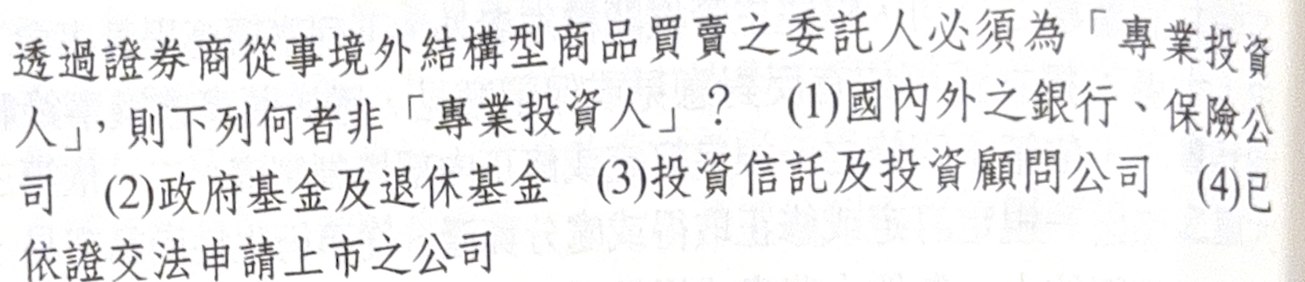 透過證券商從事境外結構型商品買賣之委託人必須為「專業投資
人」，則下列何者非「專業投資人」？ (1)國內外之銀行、保險公
司 (2)政府基金及退休基金 (3)投資信託及投資顧問公司 (4)已
依證交法申請上市之公司